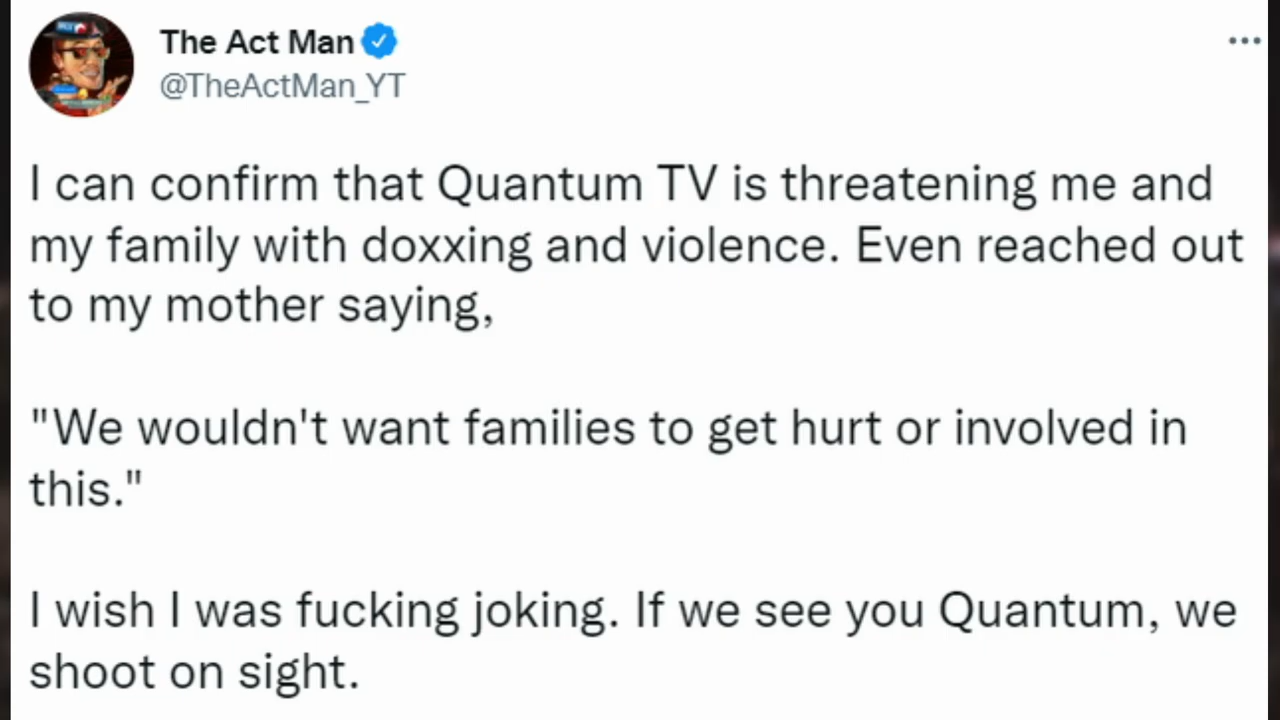 The Act Man
@TheActMan_YT
I can confirm that Quantum TV is threatening me and
my family with doxxing and violence. Even reached out
to my mother saying,
"We wouldn't want families to get hurt or involved in
this."
I wish I was fucking joking. If we see you Quantum, we
shoot on sight.